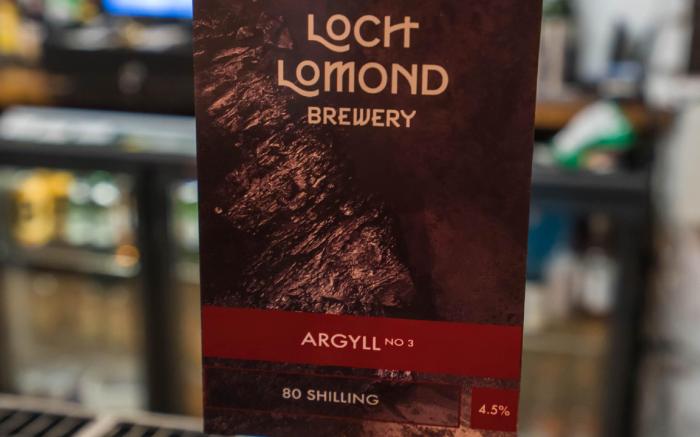 LOCH
LOMOND
BREWERY
ARGYLL NO 3
80 SHILLING
4.5%